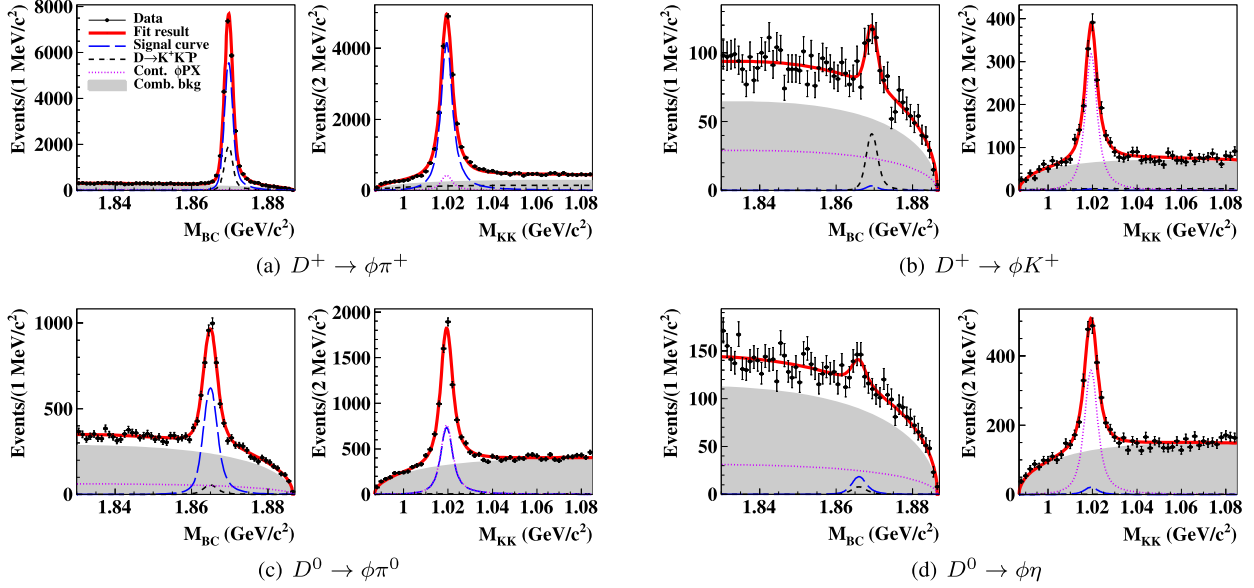 Events/(1 MeV/c²)
8000
6000
4000
2000
0
Data
Fit result
Signal curve
D→K⁺K⁻P
Cont. ϕPX
Comb. bkg
1.84 1.86 1.88
M_BC (GeV/c²)
Events/(2 MeV/c²)
4000
2000
0
1 1.02 1.04 1.06 1.08
M_KK (GeV/c²)
(a) D⁺ → ϕπ⁺
Events/(1 MeV/c²)
100
50
0
1.84 1.86 1.88
M_BC (GeV/c²)
Events/(2 MeV/c²)
400
300
200
100
0
1 1.02 1.04 1.06 1.08
M_KK (GeV/c²)
(b) D⁺ → ϕK⁺
Events/(1 MeV/c²)
1000
500
0
1.84 1.86 1.88
M_BC (GeV/c²)
Events/(2 MeV/c²)
2000
1500
1000
500
0
1 1.02 1.04 1.06 1.08
M_KK (GeV/c²)
(c) D⁰ → ϕπ⁰
Events/(1 MeV/c²)
150
100
50
0
1.84 1.86 1.88
M_BC (GeV/c²)
Events/(2 MeV/c²)
400
200
0
1 1.02 1.04 1.06 1.08
M_KK (GeV/c²)
(d) D⁰ → ϕη